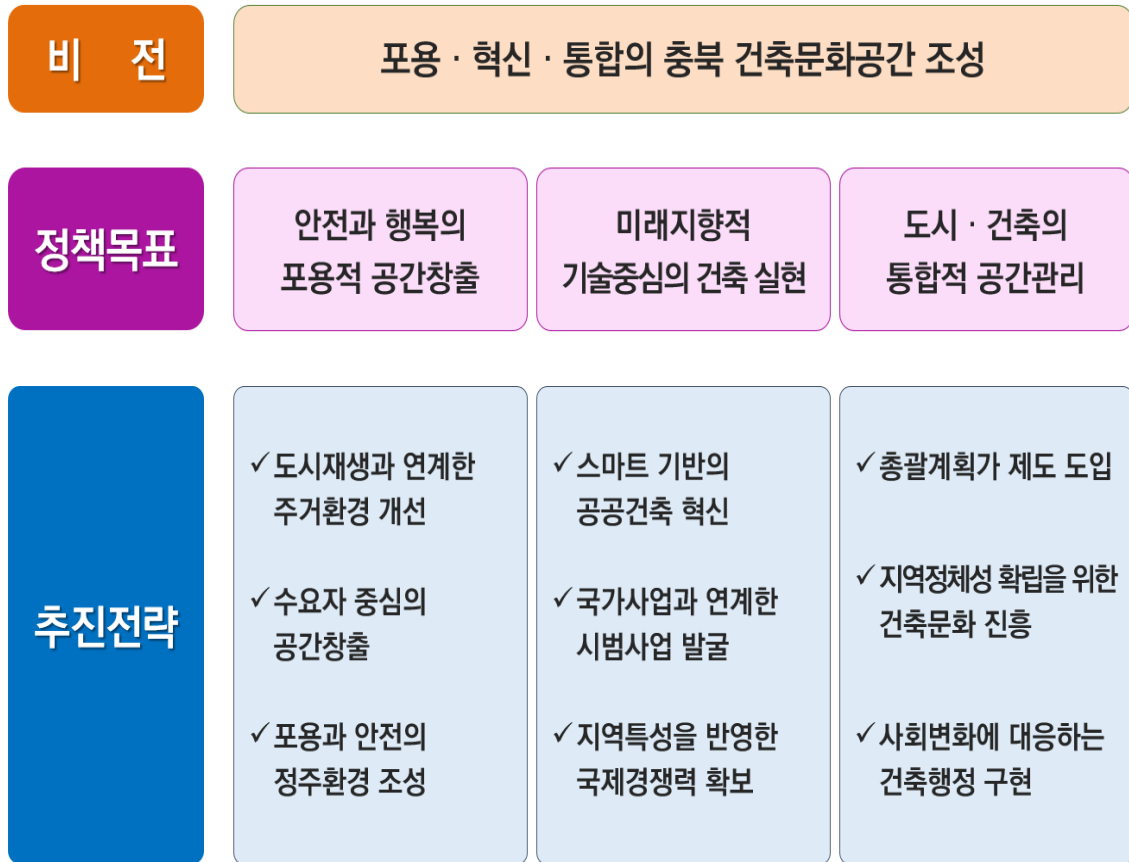 비 전
포용 · 혁신 · 통합의 충북 건축문화공간 조성
정책목표
안전과 행복의
포용적 공간창출
미래지향적
기술중심의 건축 실현
도시 · 건축의
통합적 공간관리
추진전략
✓ 도시재생과 연계한
주거환경 개선
✓ 수요자 중심의
공간창출
✓ 포용과 안전의
정주환경 조성
✓ 스마트 기반의
공공건축 혁신
✓ 국가사업과 연계한
시범사업 발굴
✓ 지역특성을 반영한
국제경쟁력 확보
✓ 총괄계획가 제도 도입
✓ 지역정체성 확립을 위한
건축문화 진흥
✓ 사회변화에 대응하는
건축행정 구현